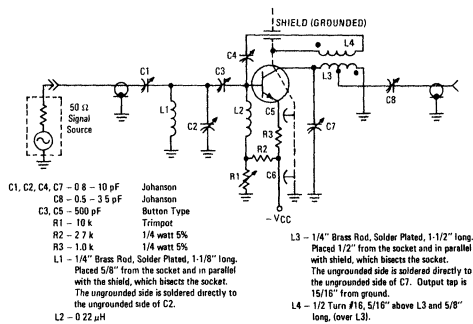 SHIELD (GROUNDED)
L4
C4
C1
C3
L3
C8
50 Ω
Signal
Source
L1
C2
L2
C5
R3
C7
R2
R1
C6
-VCC
C1, C2, C4, C7 – 0.8 – 10 pF Johanson
C8 – 0.5 – 3.5 pF Johanson
C3, C5 – 500 pF Button Type
R1 – 10 k Trimpot
R2 – 2.7 k 1/4 watt 5%
R3 – 1.0 k 1/4 watt 5%
L1 – 1/4" Brass Rod, Solder Plated, 1-1/8" long.
Placed 5/8" from the socket and in parallel
with the shield, which bisects the socket.
The ungrounded side is soldered directly to
the ungrounded side of C2.
L2 – 0.22 μH
L3 – 1/4" Brass Rod, Solder Plated, 1-1/2" long.
Placed 1/2" from the socket and in parallel
with shield, which bisects the socket.
The ungrounded side is soldered directly to
the ungrounded side of C7. Output tap is
15/16" from ground.
L4 – 1/2 Turn #16, 5/16" above L3 and 5/8"
long, (over L3).